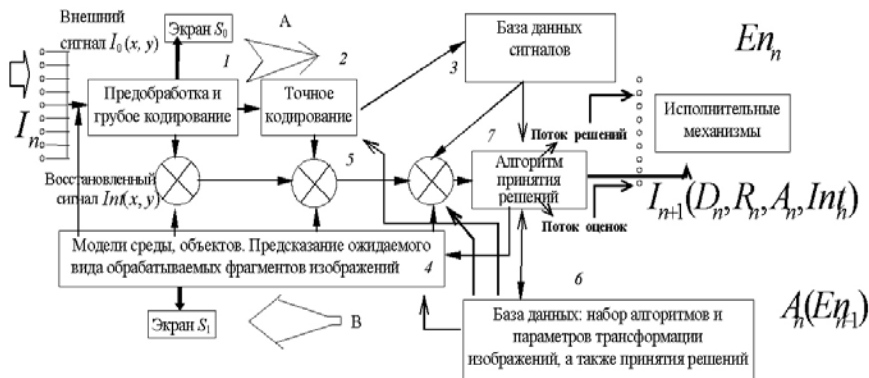 Внешний
сигнал I₀(x, y)
Экран S₀
A
База данных
сигналов
Enₙ
1
2
3
Предобработка и
грубое кодирование
Точное
кодирование
Iₙ
Исполнительные
механизмы
7
Поток решений
5
Алгоритм
принятия
решений
Восстановленный
сигнал Int(x, y)
Iₙ₊₁(Dₙ, Rₙ, Aₙ, Intₙ)
Поток оценок
Модели среды, объектов. Предсказание ожидаемого
вида обрабатываемых фрагментов изображений
4
6
Экран S₁
B
База данных: набор алгоритмов и
параметров трансформации
изображений, а также принятия решений
Aₙ(Enₙ₋₁)